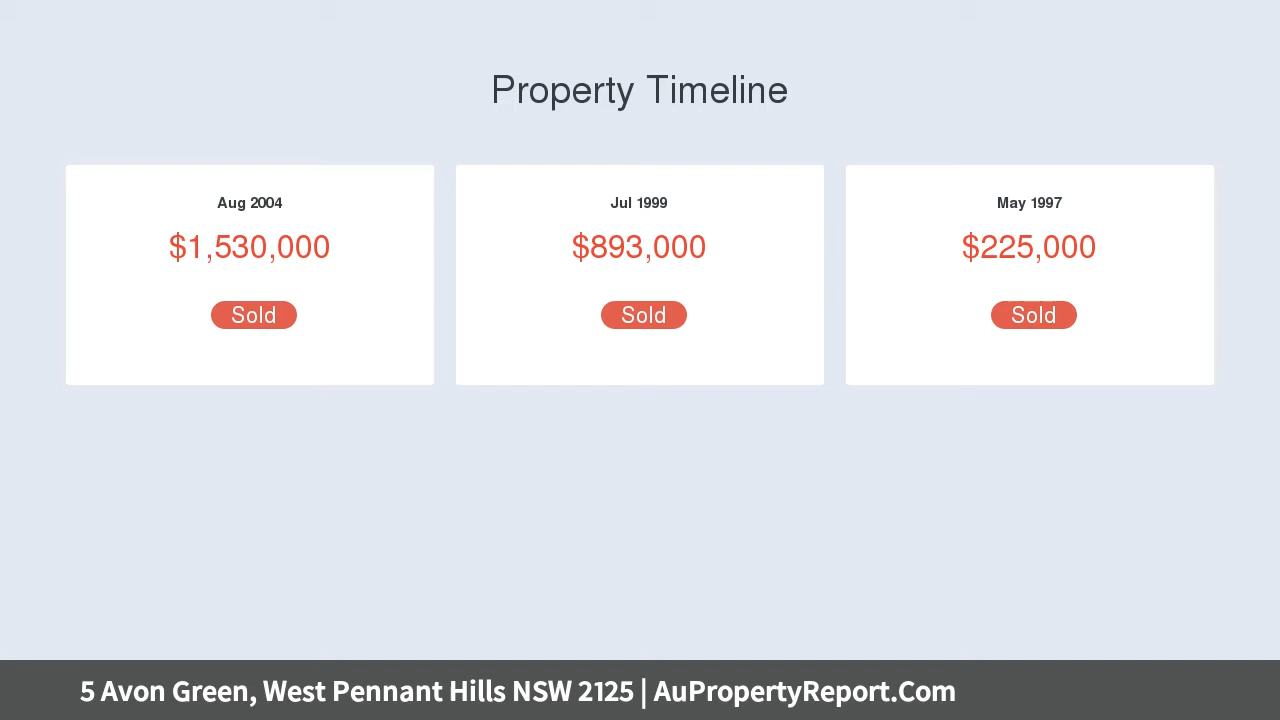 Property Timeline
Aug 2004
$1,530,000
Sold
Jul 1999
$893,000
Sold
May 1997
$225,000
Sold
5 Avon Green, West Pennant Hills NSW 2125 | AuPropertyReport.Com